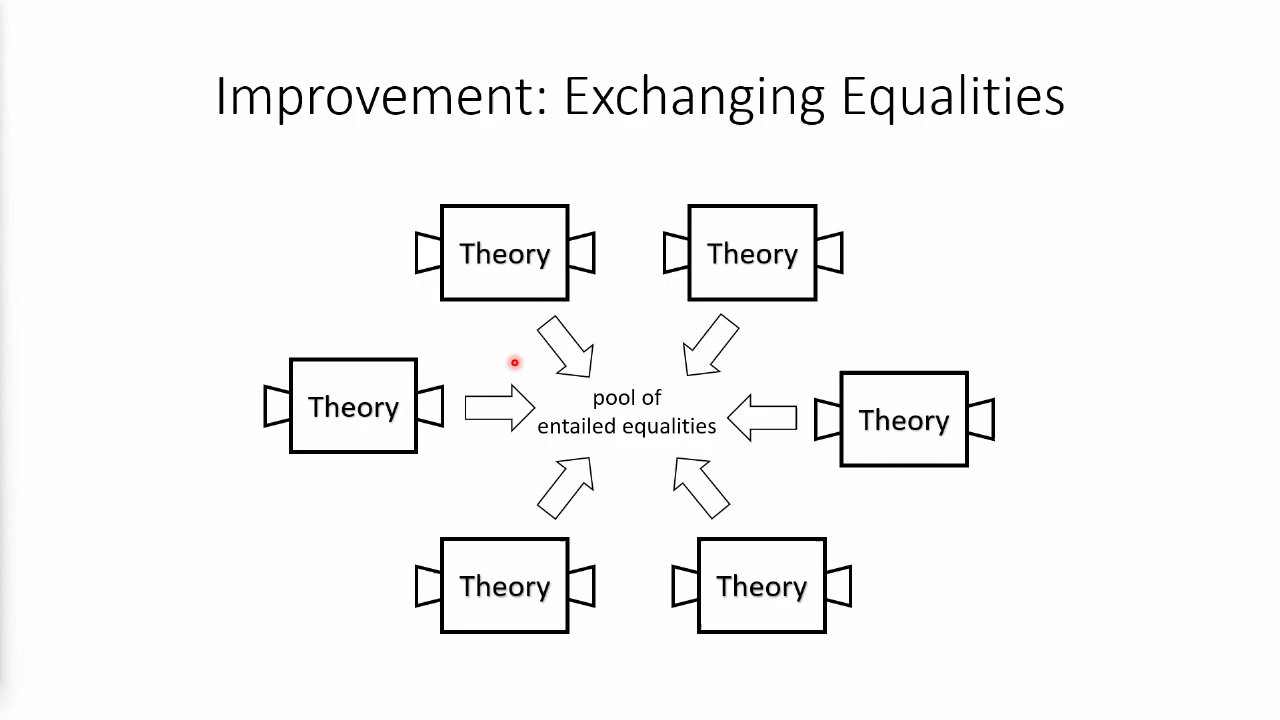 Improvement: Exchanging Equalities
Theory
Theory
Theory
pool of
entailed equalities
Theory
Theory
Theory